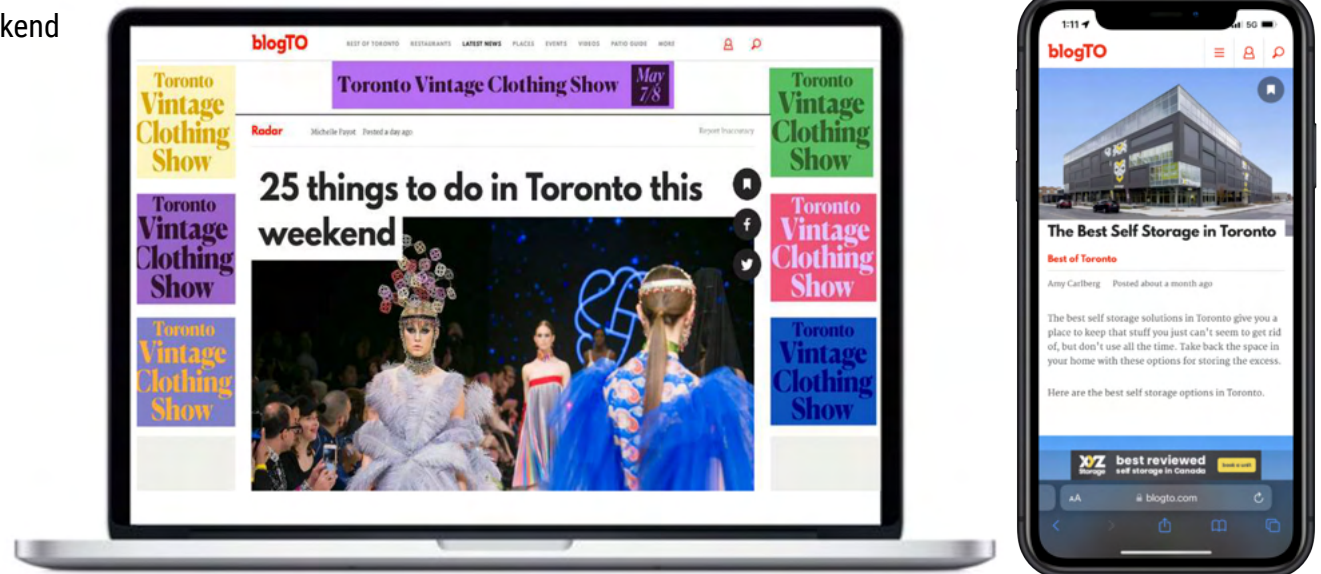 kend
blogTO
BEST OF TORONTO RESTAURANTS LATEST NEWS PLACES EVENTS VIDEOS PATIO GUIDE MORE
Toronto Vintage Clothing Show
May
7/8
Toronto
Vintage
Clothing
Show
Toronto
Vintage
Clothing
Show
Toronto
Vintage
Clothing
Show
Radar Michelle Payot Posted a day ago Report Inaccuracy
25 things to do in Toronto this
weekend
Toronto
Vintage
Clothing
Show
Toronto
Vintage
Clothing
Show
Toronto
Vintage
Clothing
Show
1:11 5G
blogTO
The Best Self Storage in Toronto
Best of Toronto
Amy Carlberg Posted about a month ago
The best self storage solutions in Toronto give you a
place to keep that stuff you just can't seem to get rid
of, but don't use all the time. Take back the space in
your home with these options for storing the excess.
Here are the best self storage options in Toronto.
XYZ
Storage
best reviewed
self storage in Canada
book a unit
AA blogto.com